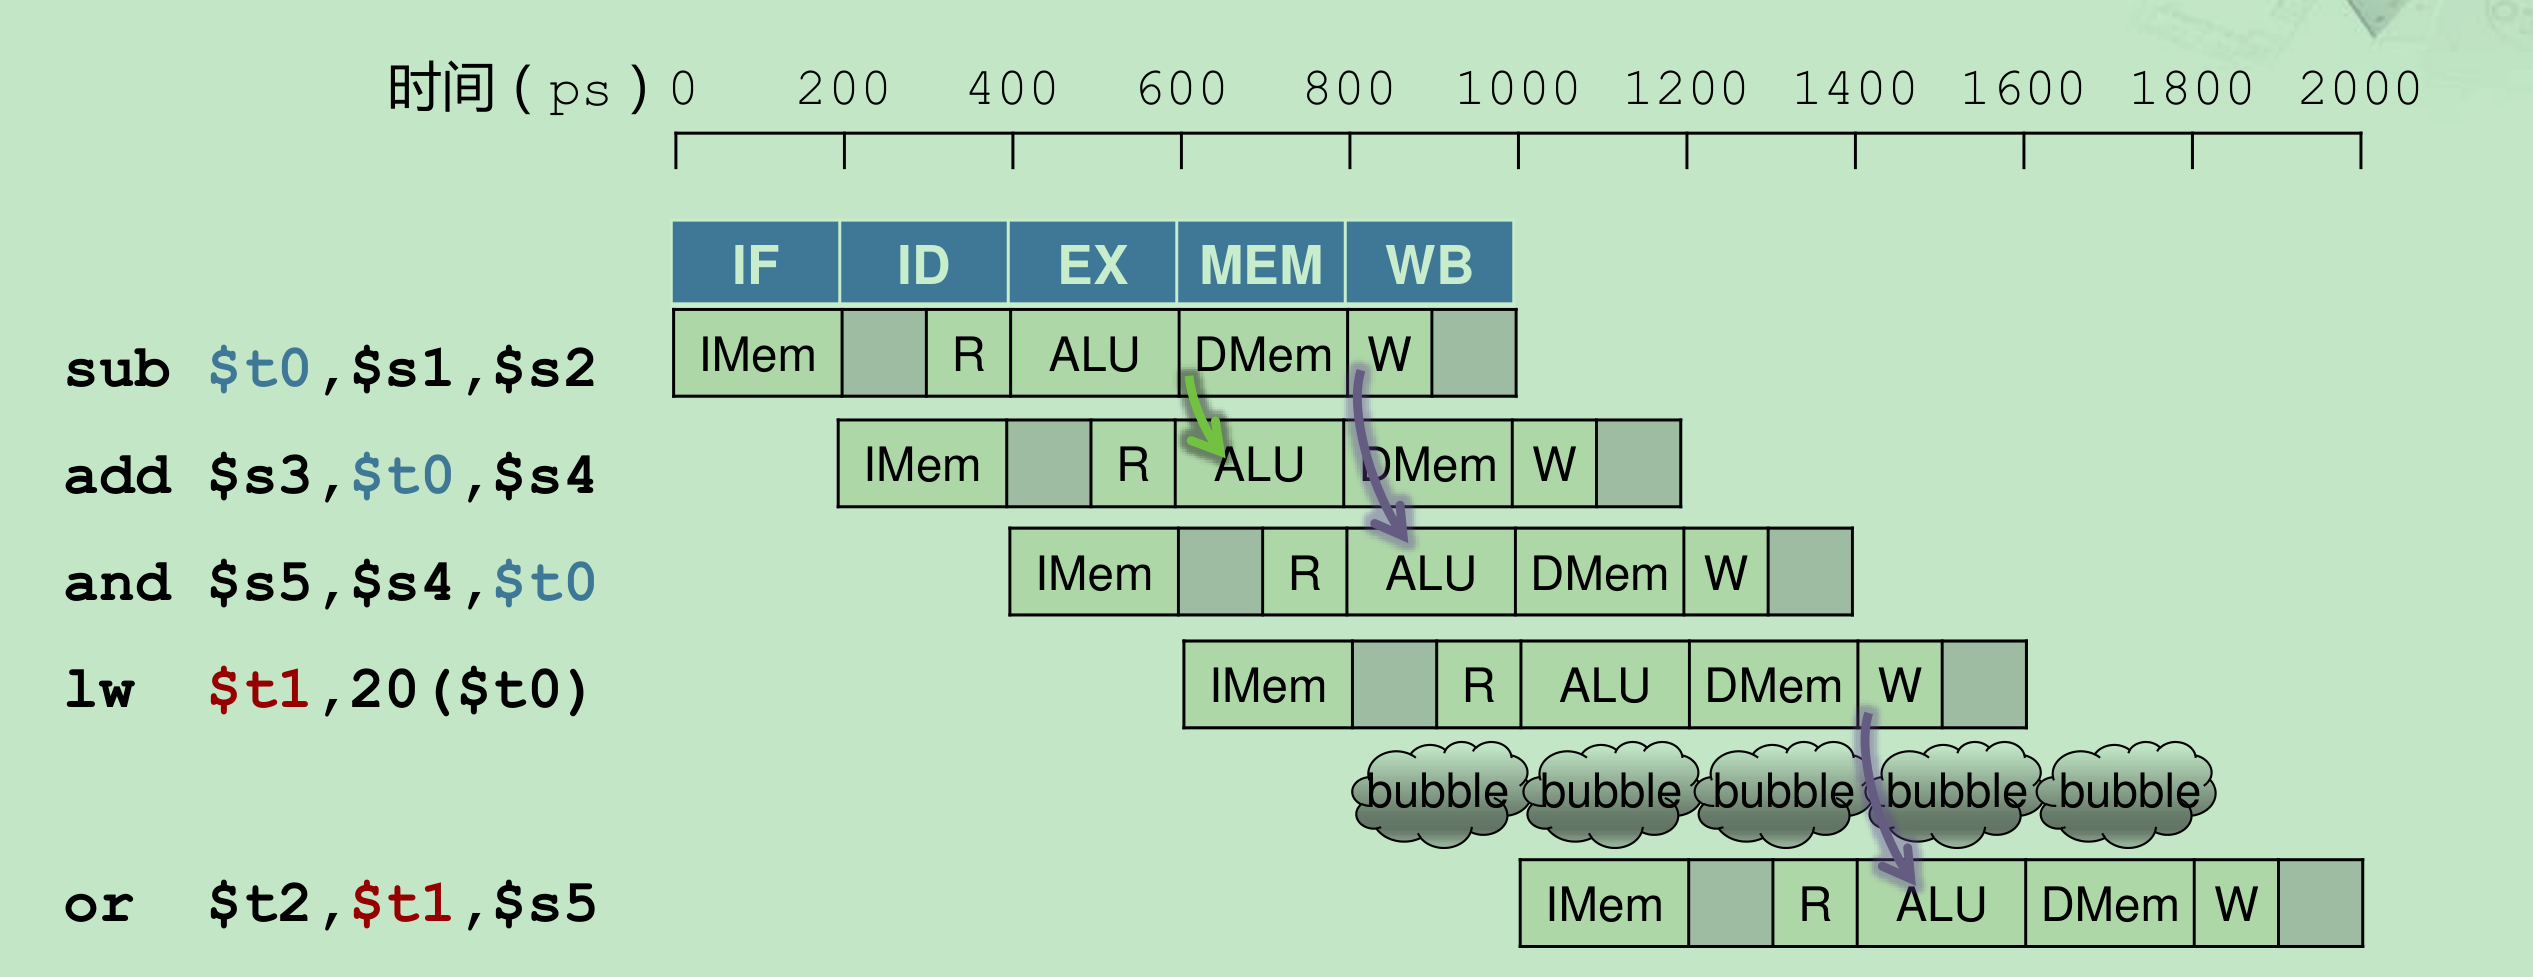 时间(ps) 0 200 400 600 800 1000 1200 1400 1600 1800 2000
IF ID EX MEM WB
sub $t0,$s1,$s2 IMem R ALU DMem W
add $s3,$t0,$s4 IMem R ALU DMem W
and $s5,$s4,$t0 IMem R ALU DMem W
lw $t1,20($t0) IMem R ALU DMem W
bubble bubble bubble bubble bubble
or $t2,$t1,$s5 IMem R ALU DMem W